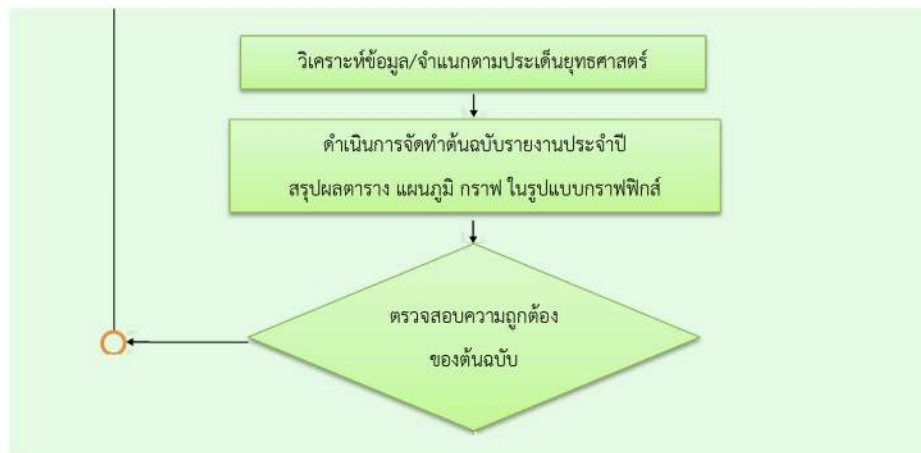 วิเคราะห์ข้อมูล/จำแนกตามประเด็นยุทธศาสตร์
ดำเนินการจัดทำต้นฉบับรายงานประจำปี
สรุปผลตาราง แผนภูมิ กราฟ ในรูปแบบกราฟฟิกส์
ตรวจสอบความถูกต้อง
ของต้นฉบับ